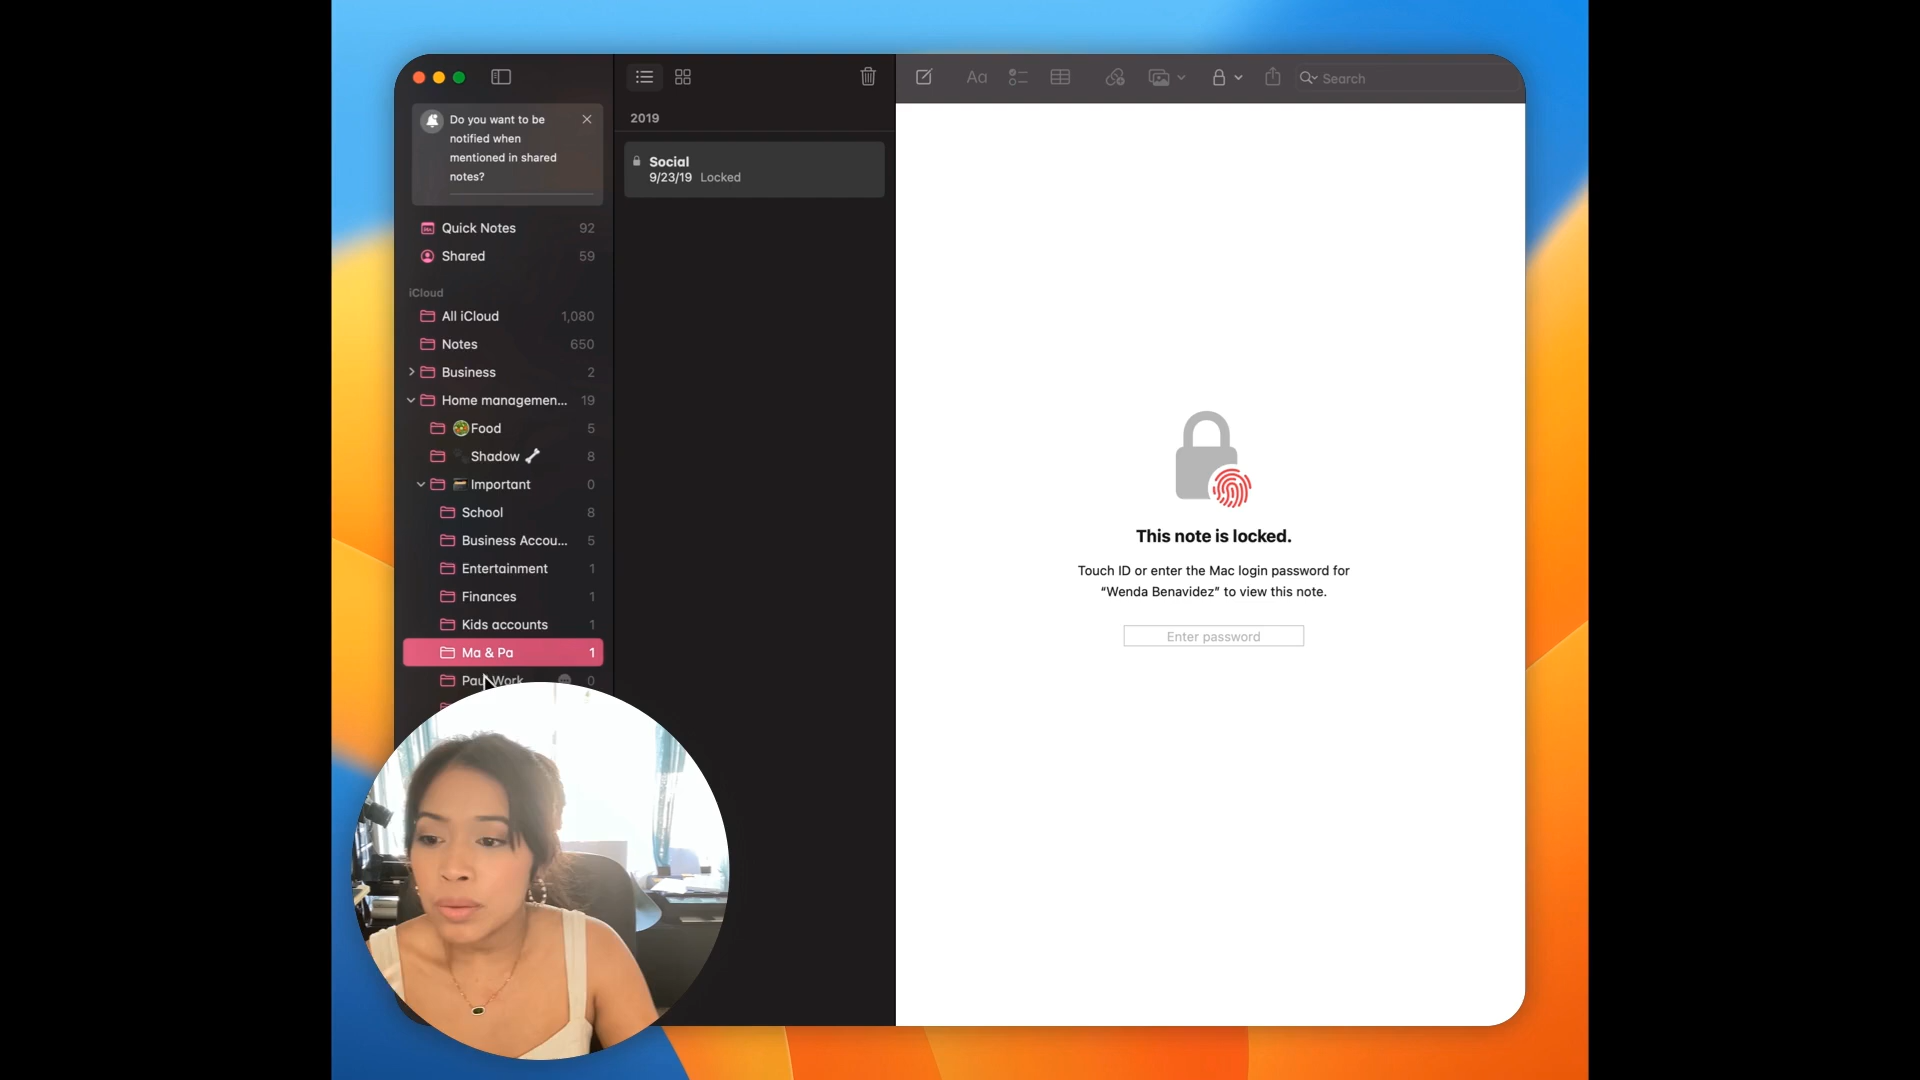 Do you want to be
notified when
mentioned in shared
notes?
Quick Notes 92
Shared 59
iCloud
All iCloud 1,080
Notes 650
Business 2
Home managemen... 19
Food 5
Shadow 8
Important 0
School 8
Business Accou... 5
Entertainment 1
Finances 1
Kids accounts 1
Ma & Pa 1
Work 0
2019
Social
9/23/19 Locked
Aa
Search
This note is locked.
Touch ID or enter the Mac login password for
“Wenda Benavidez” to view this note.
Enter password